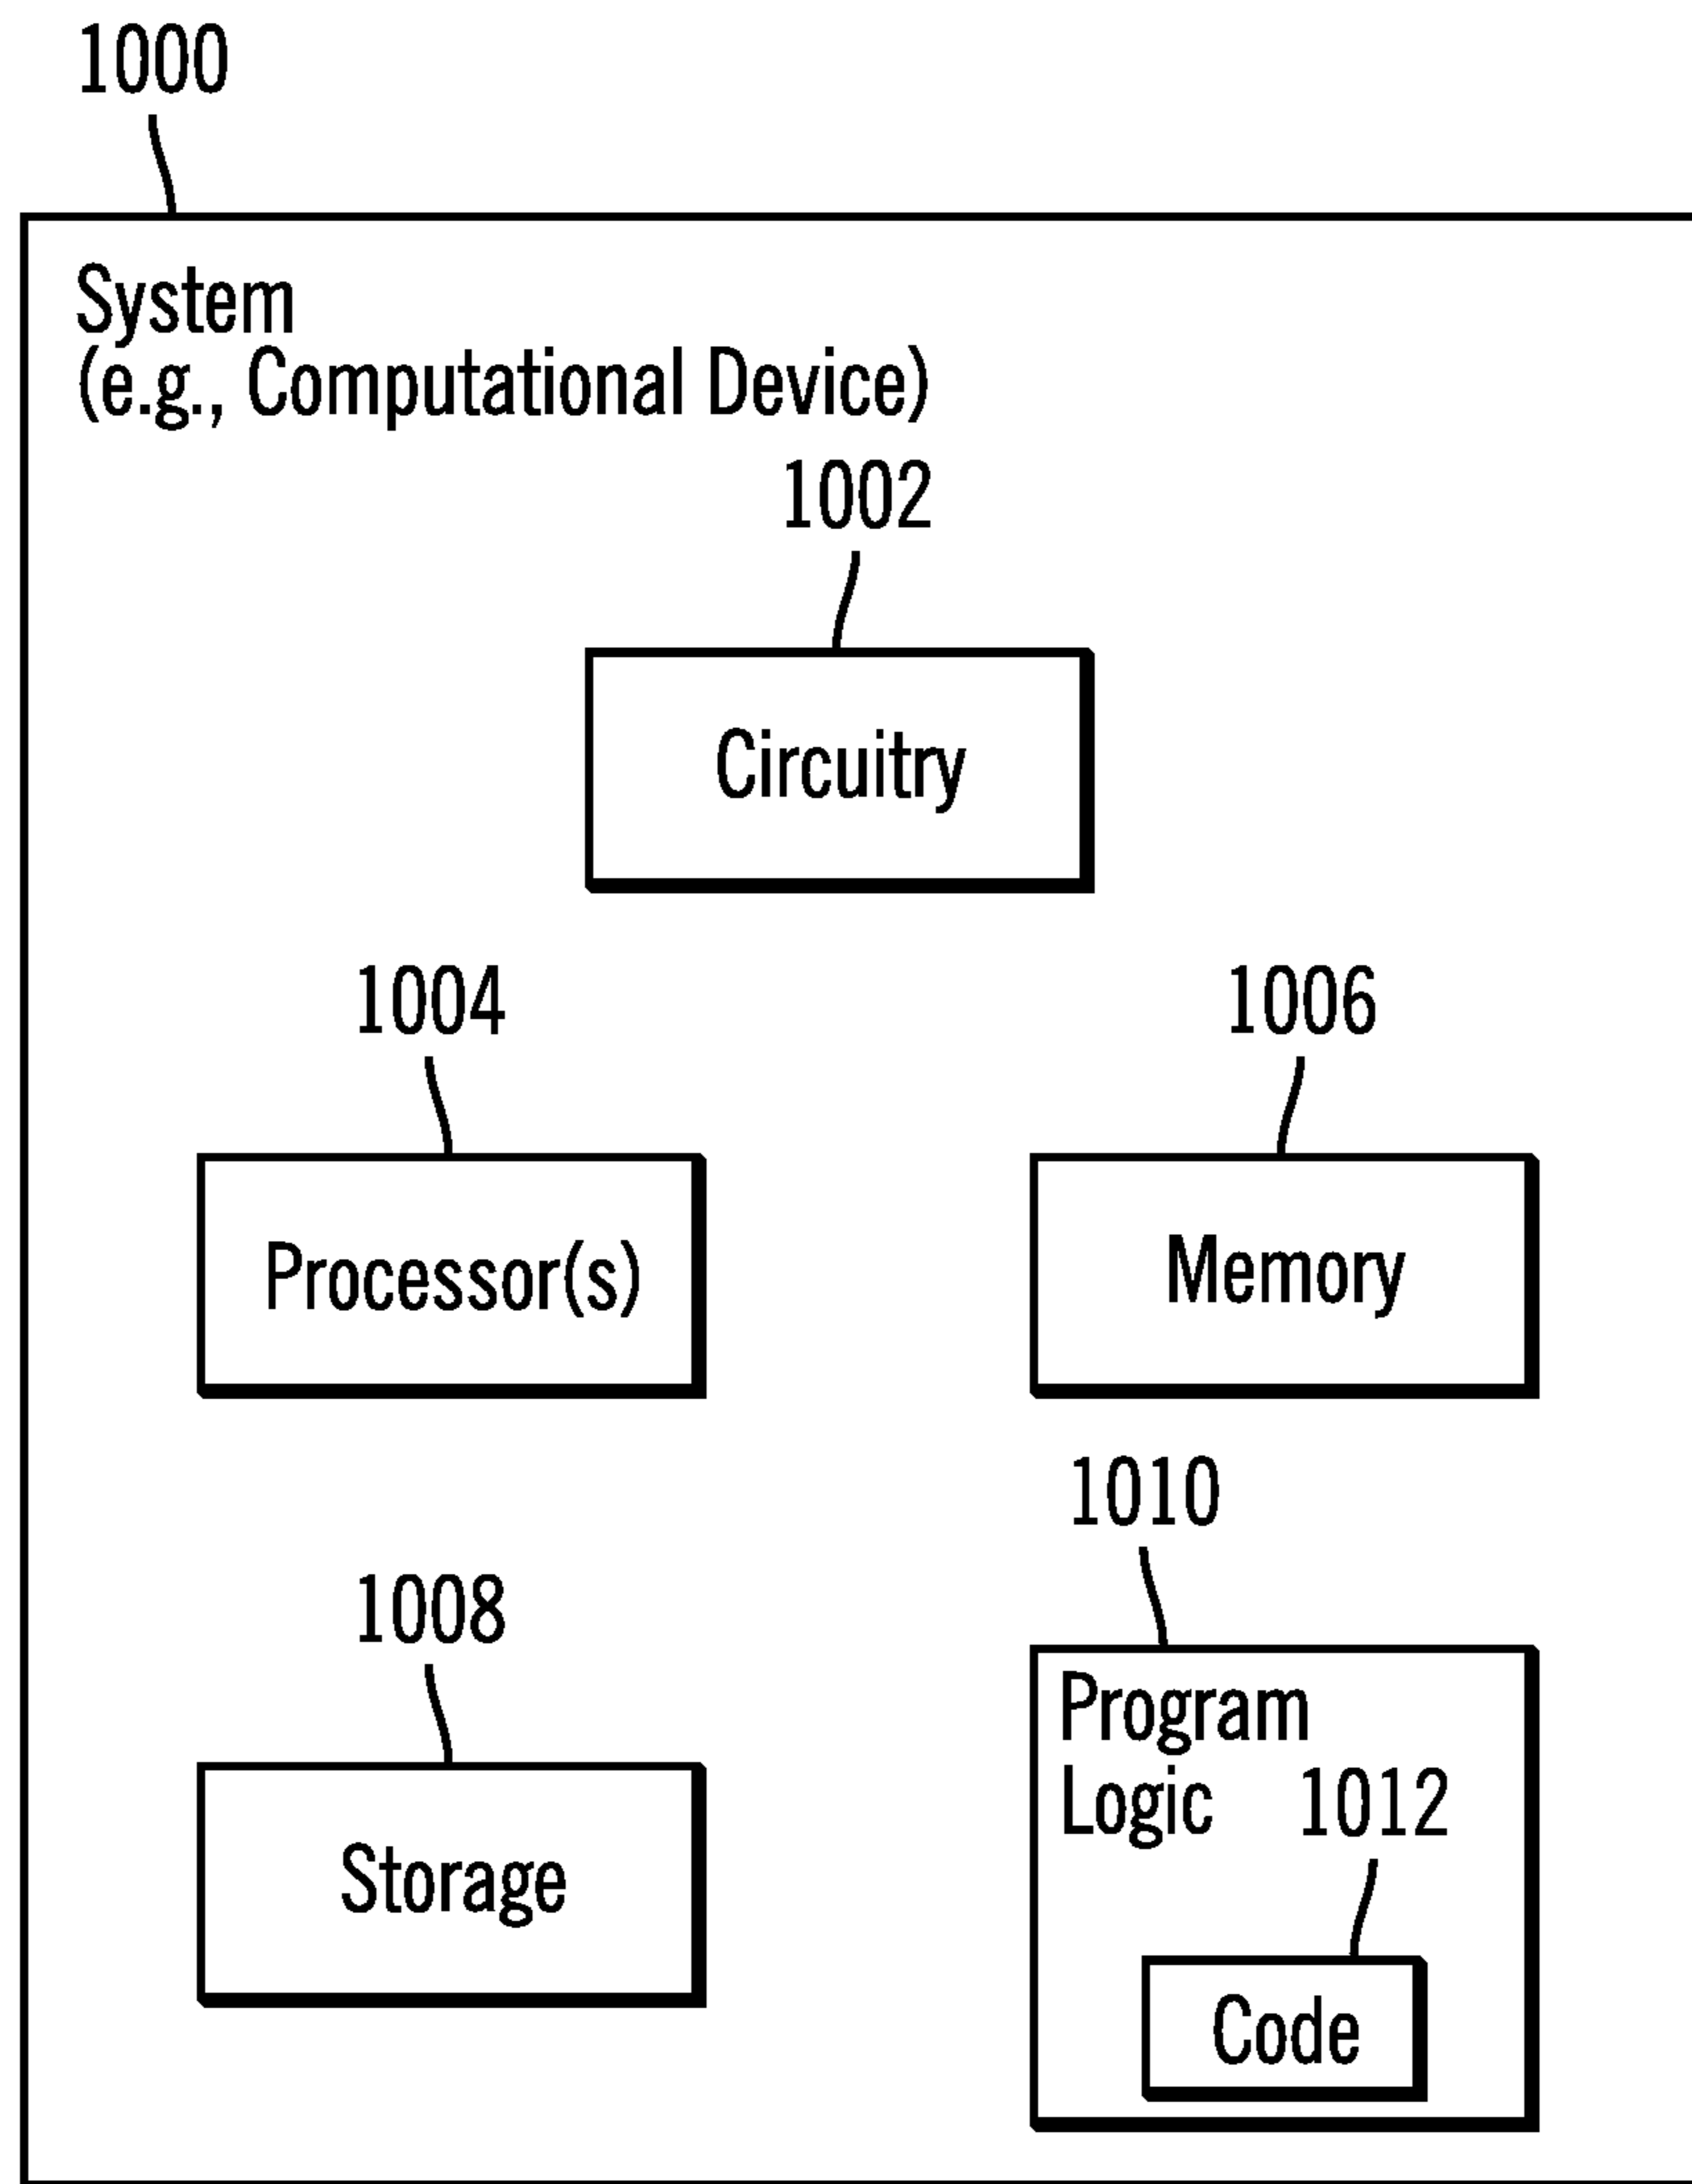 1000
System
(e.g., Computational Device)
1002
Circuitry
1004
1006
Processor(s)
Memory
1010
1008
Program
Logic 1012
Storage
Code